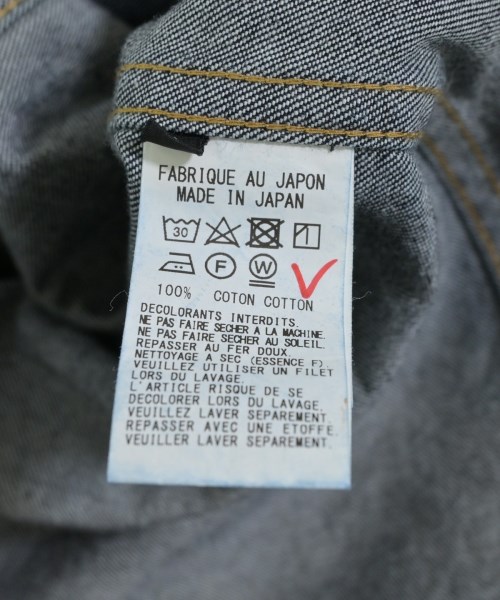 FABRIQUE AU JAPON
MADE IN JAPAN
30
F
W
100% COTON COTTON
DECOLORANTS INTERDITS.
NE PAS FAIRE SECHER A LA MACHINE.
NE PAS FAIRE SECHER AU SOLEIL.
REPASSER AU FER DOUX.
NETTOYAGE A SEC (ESSENCE F)
VEUILLEZ UTILISER UN FILET
LORS DU LAVAGE.
L'ARTICLE RISQUE DE SE
DECOLORER LORS DU LAVAGE.
VEUILLEZ LAVER SEPAREMENT.
REPASSER AVEC UNE ETOFFE.
VEUILLER LAVER SEPAREMENT.